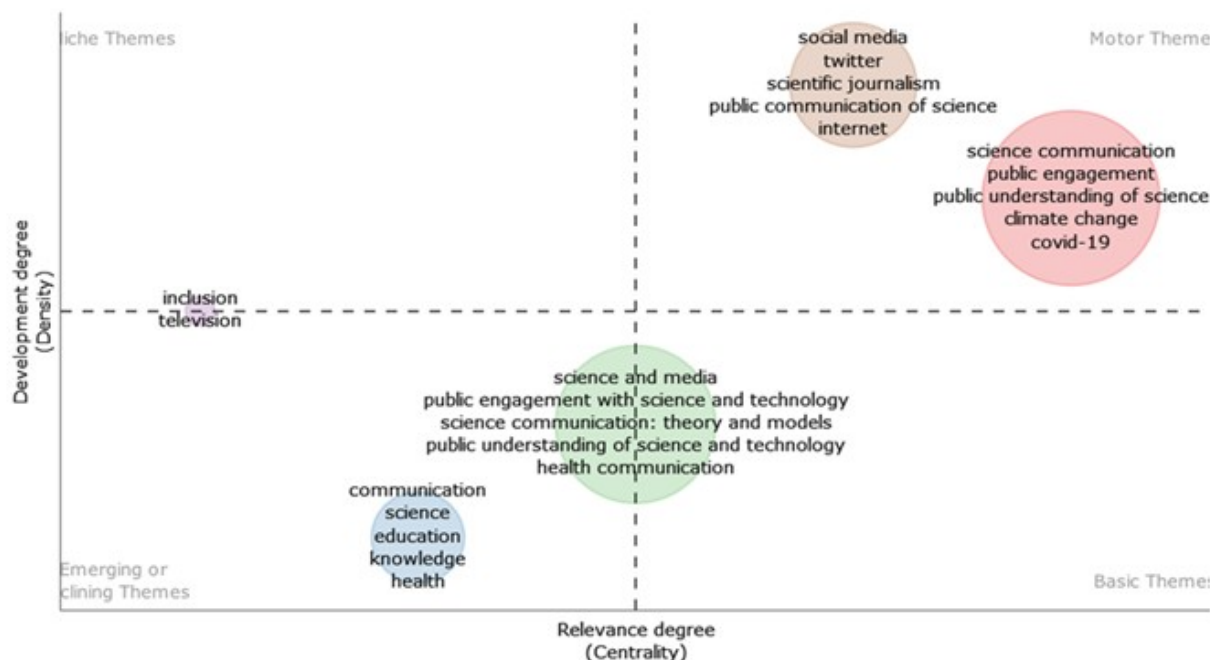 liche Themes
Motor Theme
social media
twitter
scientific journalism
public communication of science
internet
science communication
public engagement
public understanding of science
climate change
covid-19
inclusion
television
Development degree
(Density)
science and media
public engagement with science and technology
science communication: theory and models
public understanding of science and technology
health communication
communication
science
education
knowledge
health
Emerging or
clining Themes
Basic Themes
Relevance degree
(Centrality)